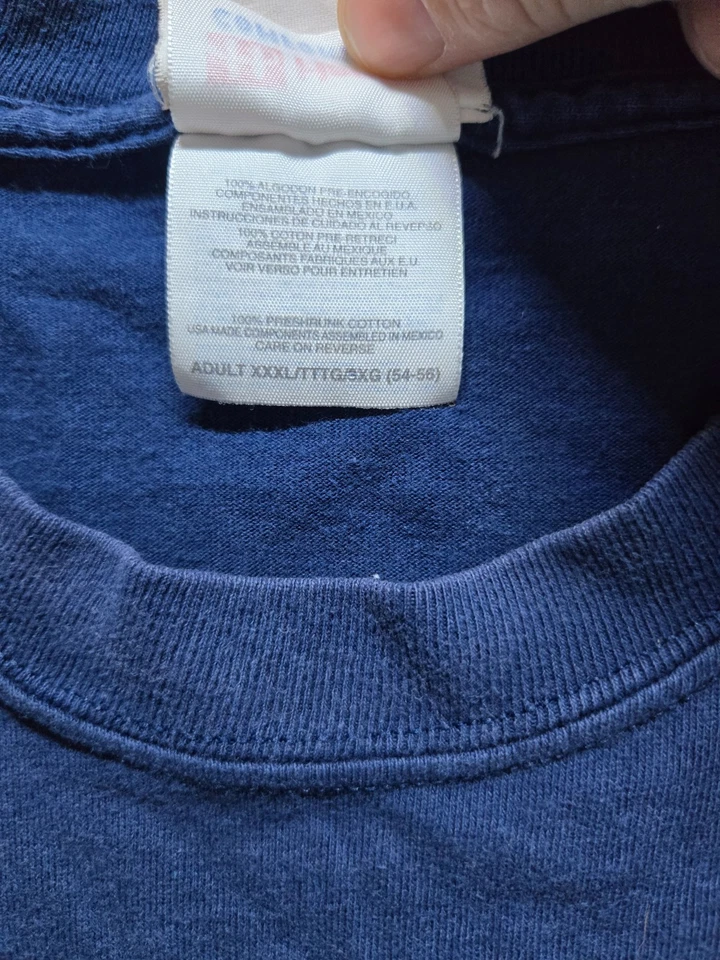 100% ALGODON PRE-ENCOGIDO
COMPONENTES HECHOS EN E.U.A.
ENSAMBLADO EN MEXICO
INSTRUCCIONES DE CUIDADO AL REVERSO
100% COTON PRE-RETRECI
ASSEMBLE AU MEXIQUE
COMPOSANTS FABRIQUES AUX E.U.
VOIR VERSO POUR ENTRETIEN
100% PRESHRUNK COTTON
USA MADE COMPONENTS ASSEMBLED IN MEXICO
CARE ON REVERSE
ADULT XXXL/TTTG/3XG (54-56)